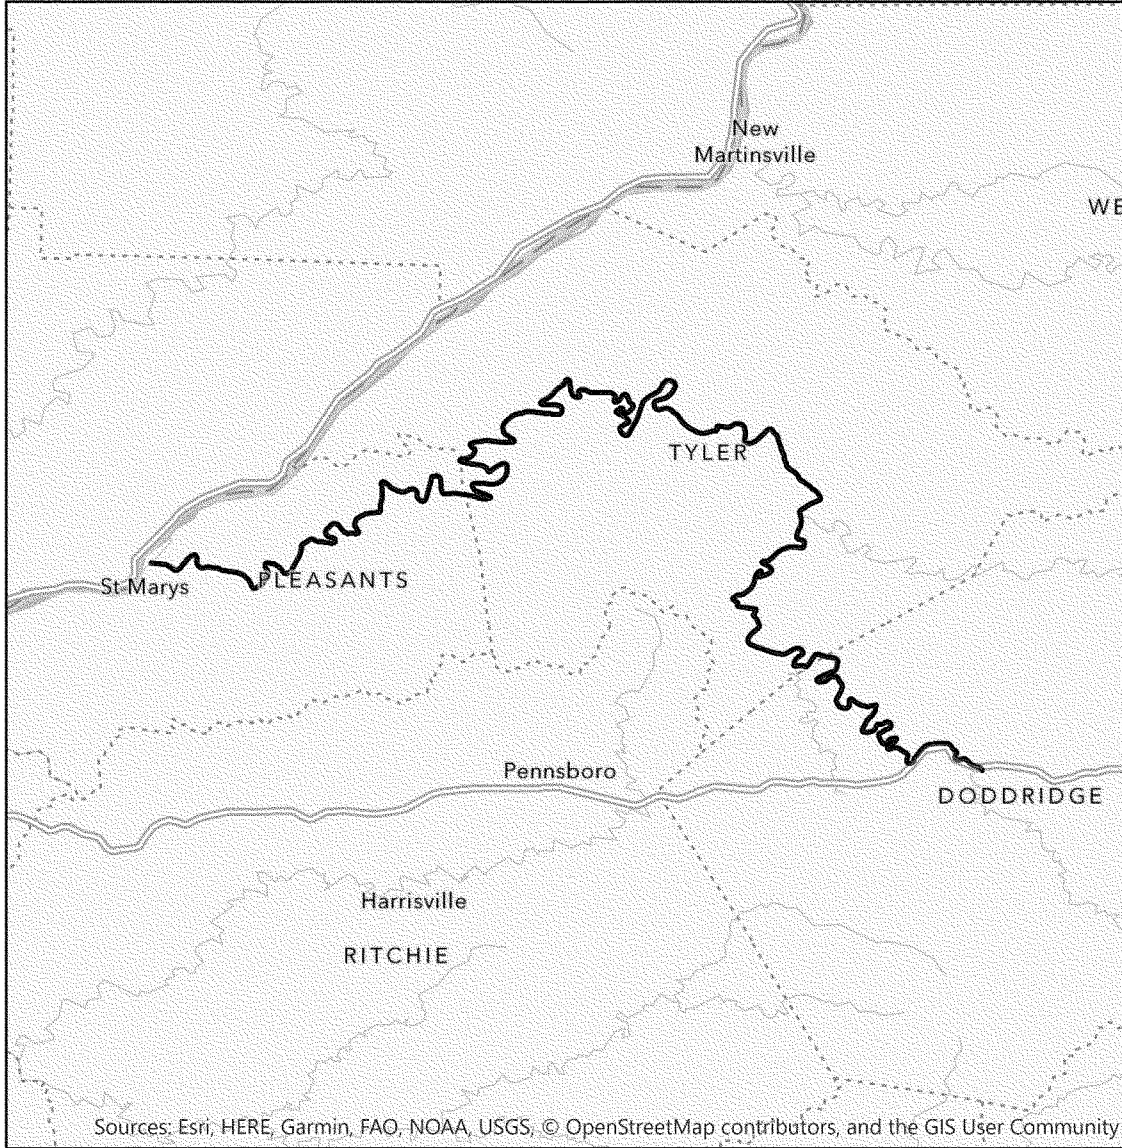 New
Martinsville
WE
TYLER
St Marys
PLEASANTS
Pennsboro
DODDRIDGE
Harrisville
RITCHIE
Sources: Esri, HERE, Garmin, FAO, NOAA, USGS, © OpenStreetMap contributors, and the GIS User Community